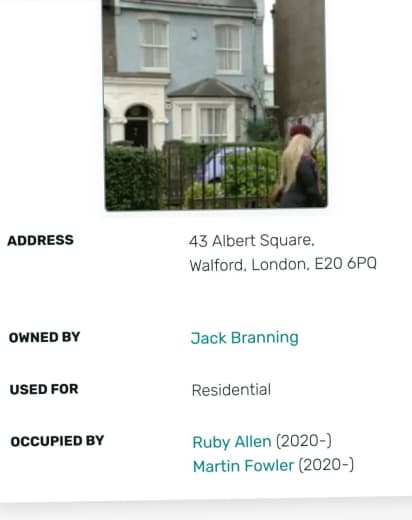 ADDRESS
43 Albert Square,
Walford, London, E20 6PQ
OWNED BY
Jack Branning
USED FOR
Residential
OCCUPIED BY
Ruby Allen (2020-)
Martin Fowler (2020-)